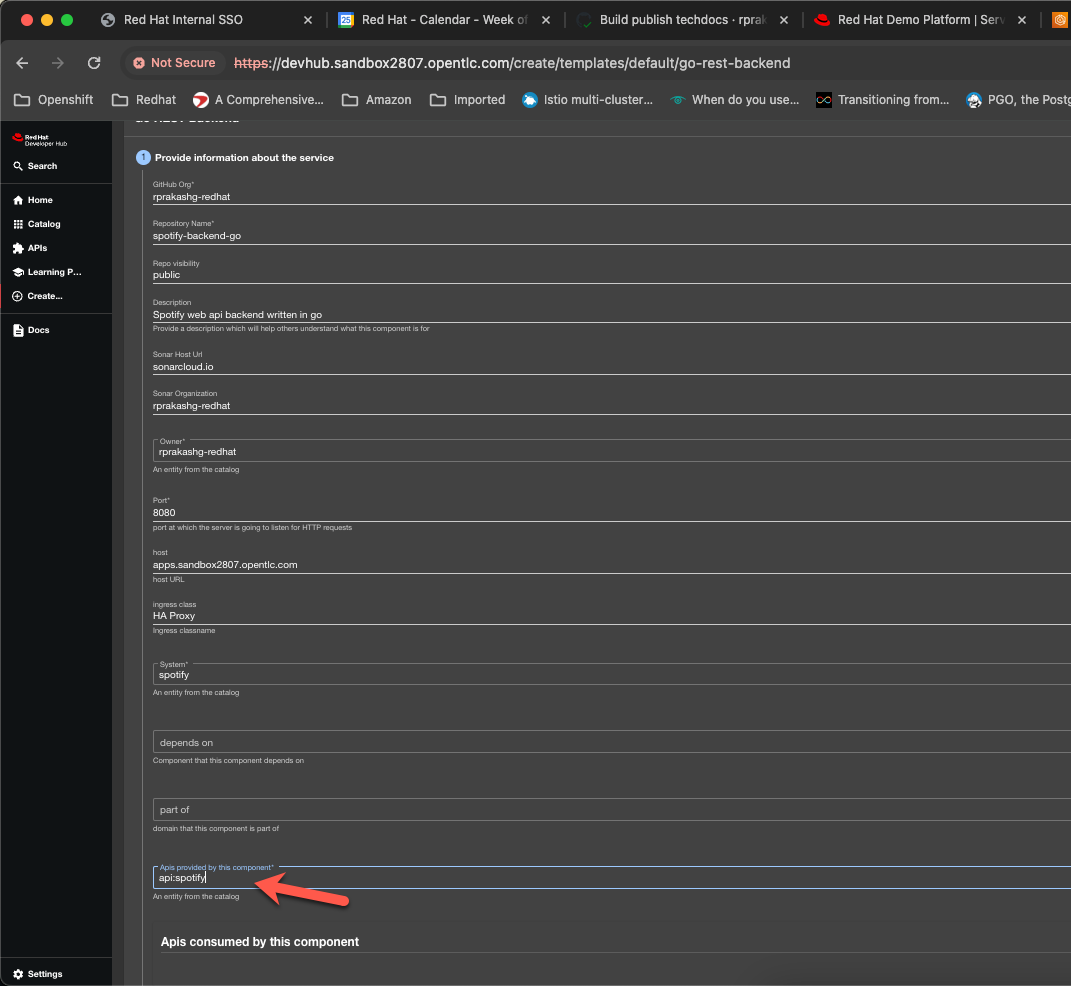 Red Hat Internal SSO
Red Hat - Calendar - Week of
Build publish techdocs · rprak
Red Hat Demo Platform | Serv
Not Secure
https://devhub.sandbox2807.opentlc.com/create/templates/default/go-rest-backend
Openshift
Redhat
A Comprehensive...
Amazon
Imported
Istio multi-cluster...
When do you use...
Transitioning from...
PGO, the Postg
Red Hat
Developer Hub
Search
Home
Catalog
APIs
Learning P...
Create...
Docs
Settings
1 Provide information about the service
GitHub Org*
rprakashg-redhat
Repository Name*
spotify-backend-go
Repo visibility
public
Description
Spotify web api backend written in go
Provide a description which will help others understand what this component is for
Sonar Host Url
sonarcloud.io
Sonar Organization
rprakashg-redhat
Owner*
rprakashg-redhat
An entity from the catalog
Port*
8080
port at which the server is going to listen for HTTP requests
host
apps.sandbox2807.opentlc.com
host URL
ingress class
HA Proxy
Ingress classname
System*
spotify
An entity from the catalog
depends on
Component that this component depends on
part of
domain that this component is part of
Apis provided by this component*
api:spotify
An entity from the catalog
Apis consumed by this component